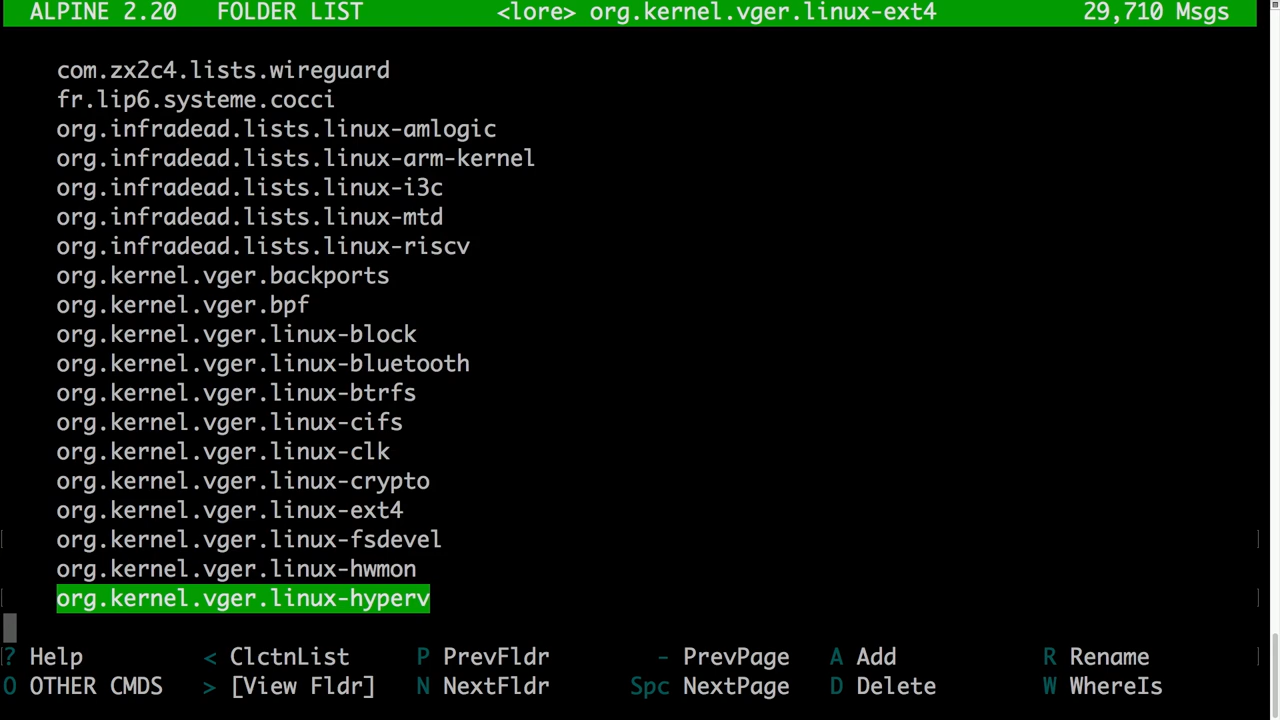 ALPINE 2.20 FOLDER LIST <lore> org.kernel.vger.linux-ext4 29,710 Msgs
com.zx2c4.lists.wireguard
fr.lip6.systeme.cocci
org.infradead.lists.linux-amlogic
org.infradead.lists.linux-arm-kernel
org.infradead.lists.linux-i3c
org.infradead.lists.linux-mtd
org.infradead.lists.linux-riscv
org.kernel.vger.backports
org.kernel.vger.bpf
org.kernel.vger.linux-block
org.kernel.vger.linux-bluetooth
org.kernel.vger.linux-btrfs
org.kernel.vger.linux-cifs
org.kernel.vger.linux-clk
org.kernel.vger.linux-crypto
org.kernel.vger.linux-ext4
org.kernel.vger.linux-fsdevel
org.kernel.vger.linux-hwmon
org.kernel.vger.linux-hyperv
? Help < ClctnList P PrevFldr - PrevPage A Add R Rename
O OTHER CMDS > [View Fldr] N NextFldr Spc NextPage D Delete W WhereIs